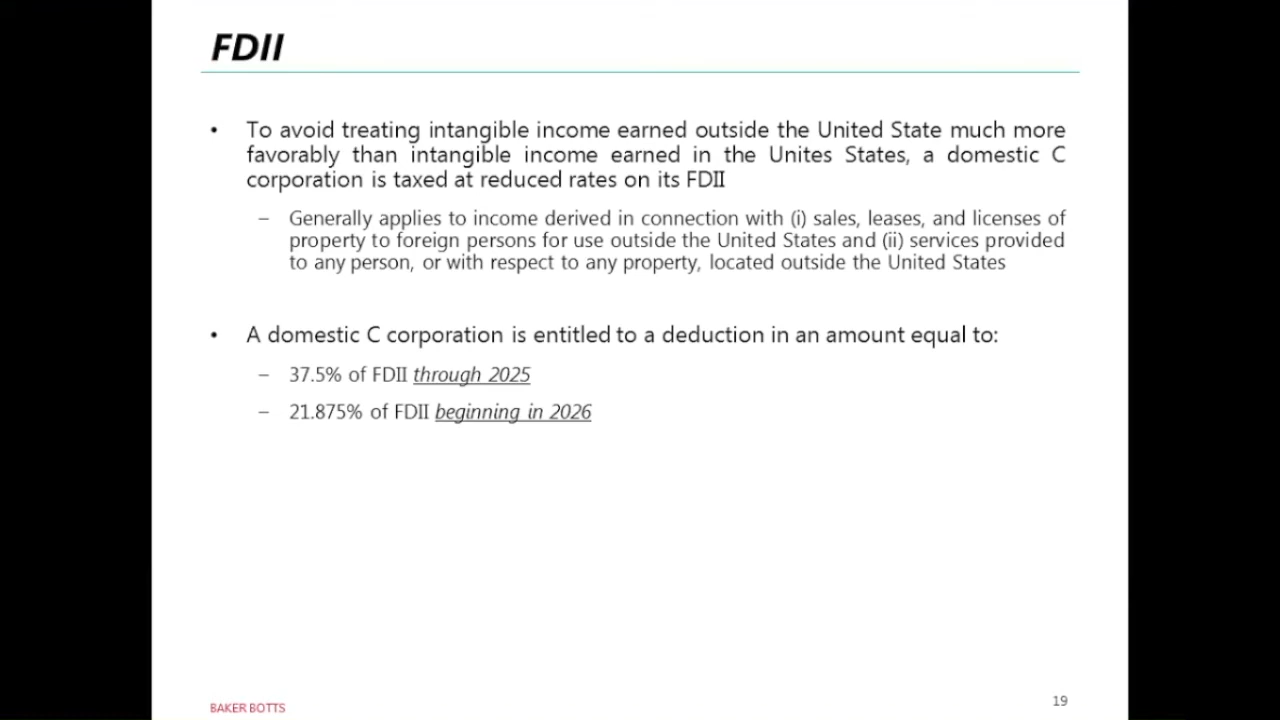 FDII
• To avoid treating intangible income earned outside the United State much more
favorably than intangible income earned in the Unites States, a domestic C
corporation is taxed at reduced rates on its FDII
– Generally applies to income derived in connection with (i) sales, leases, and licenses of
property to foreign persons for use outside the United States and (ii) services provided
to any person, or with respect to any property, located outside the United States
• A domestic C corporation is entitled to a deduction in an amount equal to:
– 37.5% of FDII through 2025
– 21.875% of FDII beginning in 2026
BAKER BOTTS
19